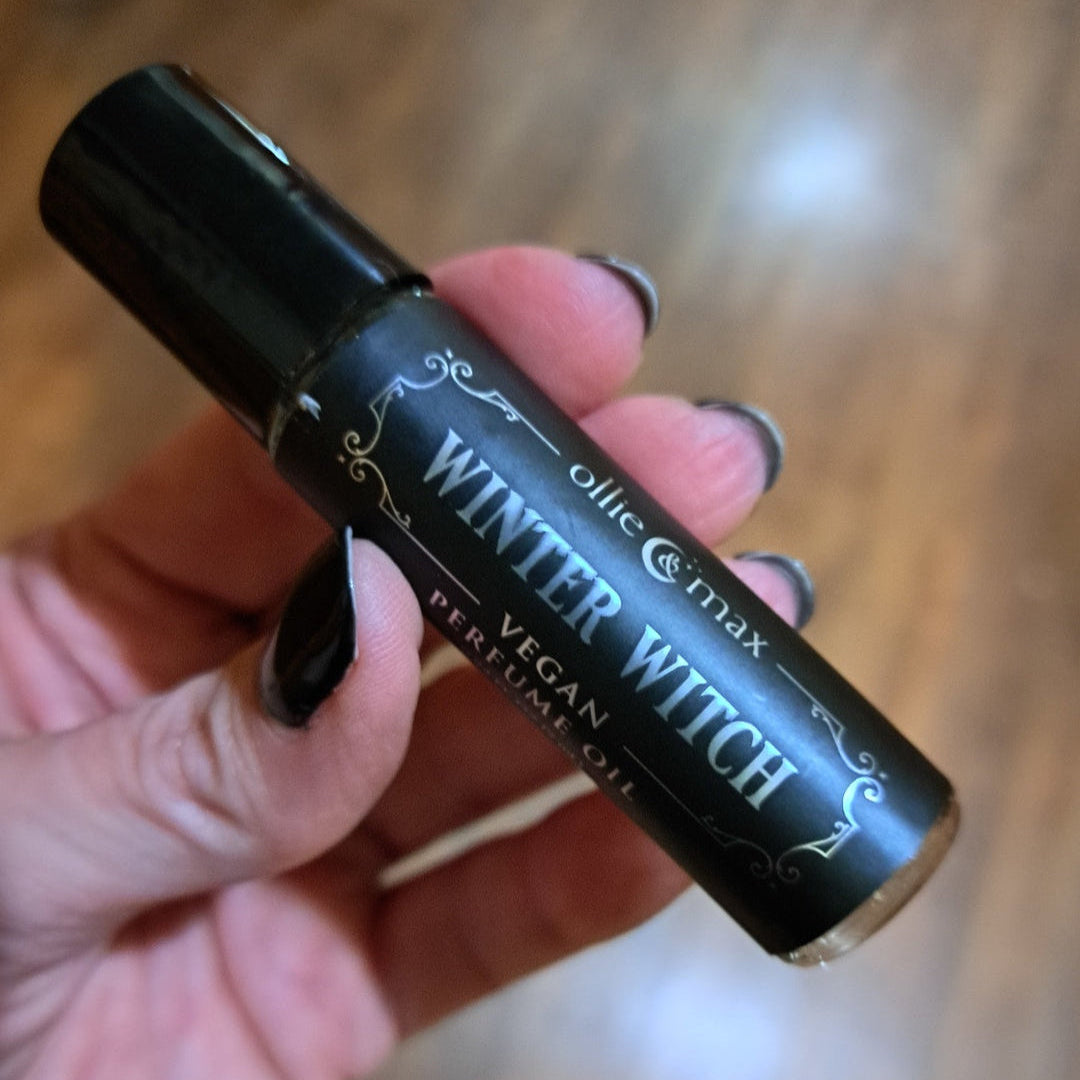 ollie & max
WINTER WITCH
VEGAN
PERFUME OIL